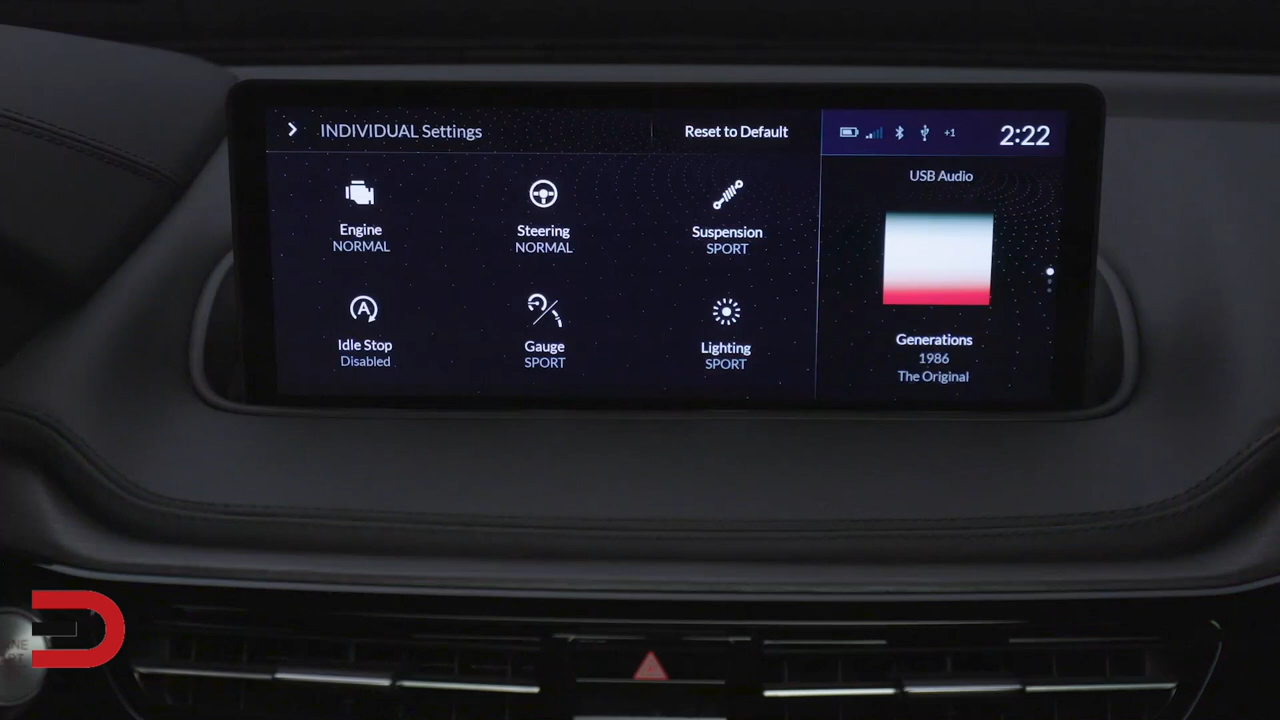 INDIVIDUAL Settings
Reset to Default
+1
2:22
Engine
NORMAL
Steering
NORMAL
Suspension
SPORT
Idle Stop
Disabled
Gauge
SPORT
Lighting
SPORT
USB Audio
Generations
1986
The Original